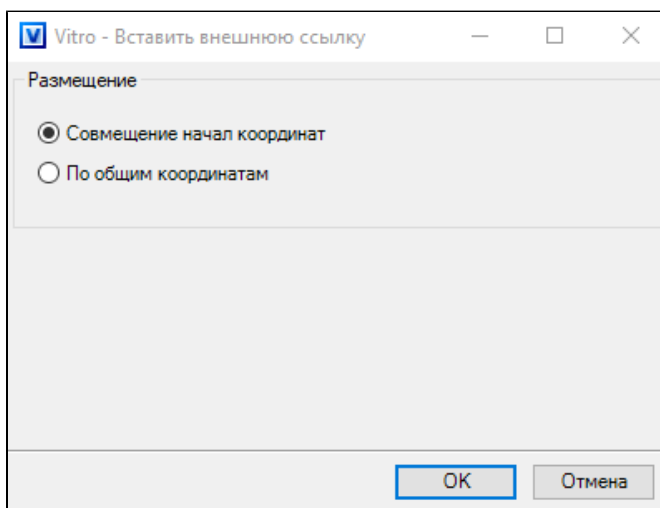 Vitro - Вставить внешнюю ссылку
Размещение
Совмещение начал координат
По общим координатам
OK
Отмена